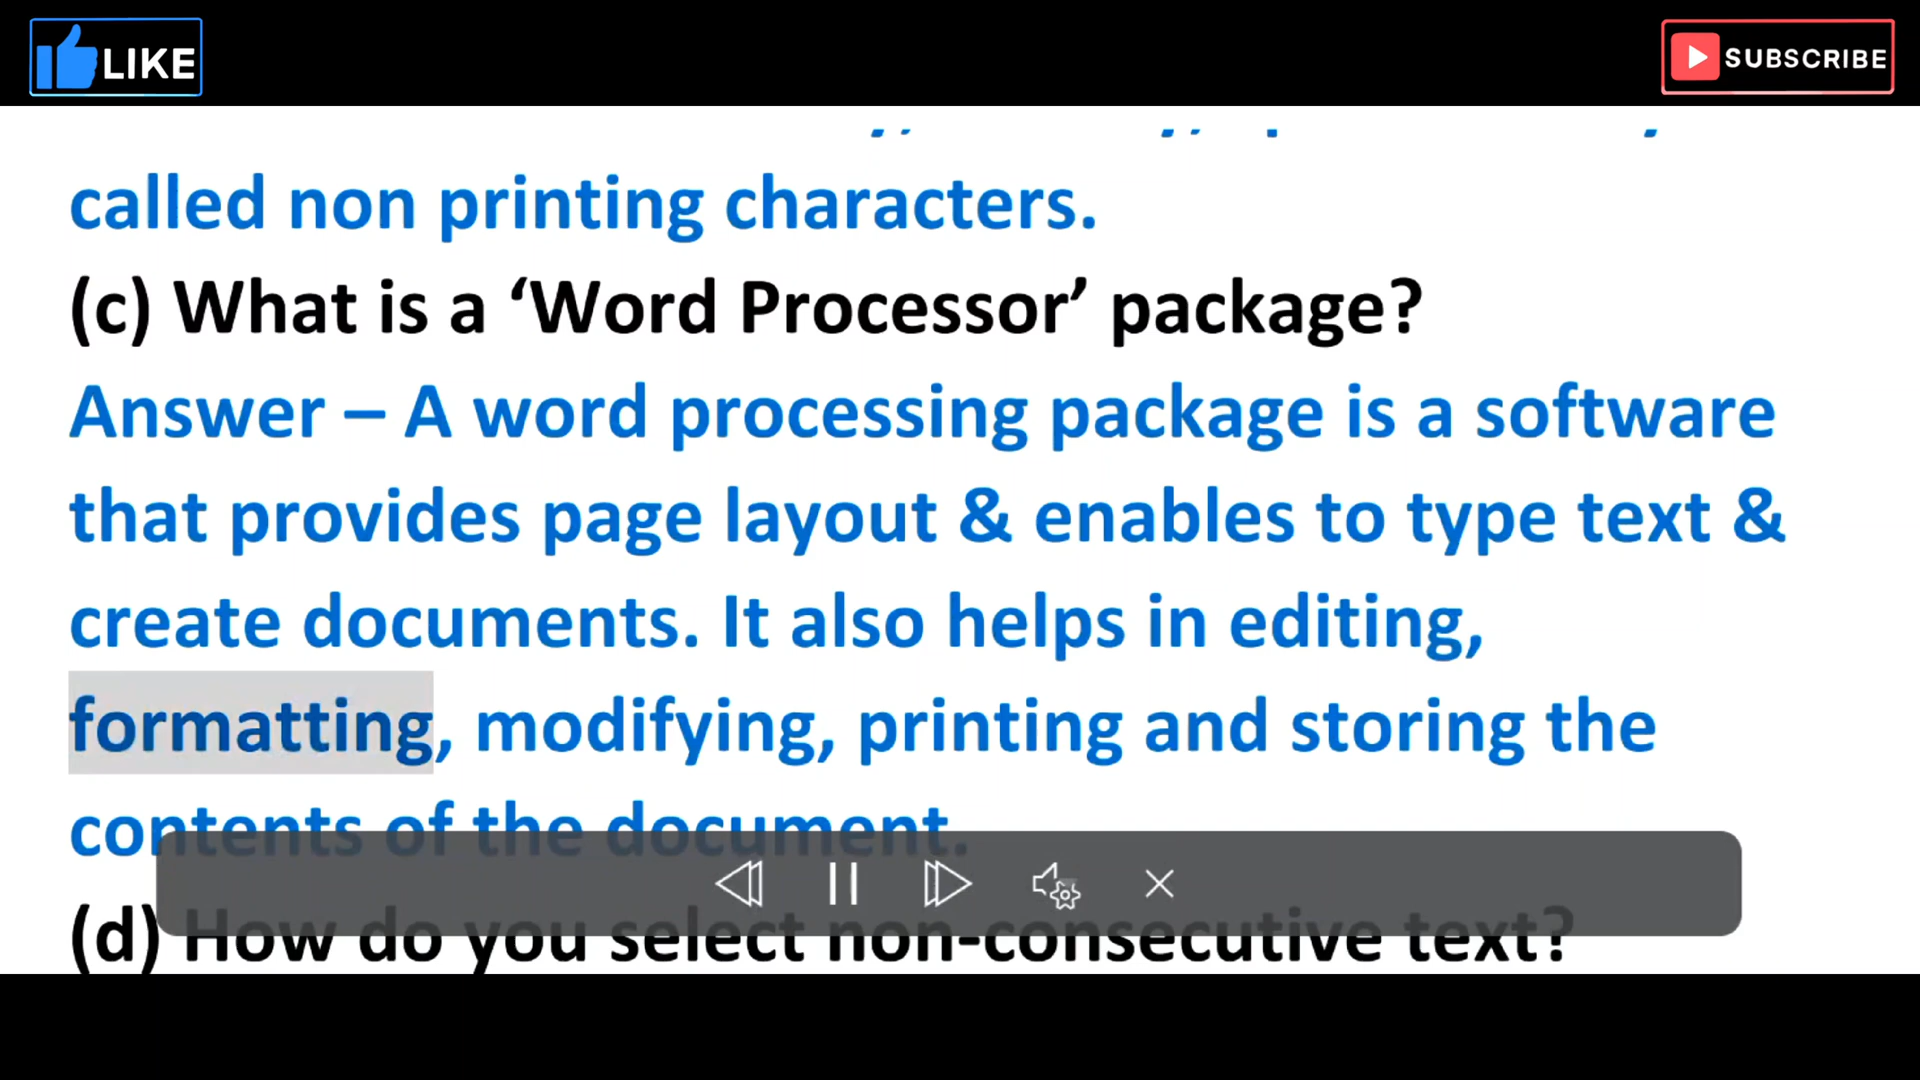 LIKE
SUBSCRIBE
called non printing characters.
(c) What is a ‘Word Processor’ package?
Answer – A word processing package is a software
that provides page layout & enables to type text &
create documents. It also helps in editing,
formatting, modifying, printing and storing the
contents of the document.
(d) How do you select non-consecutive text?